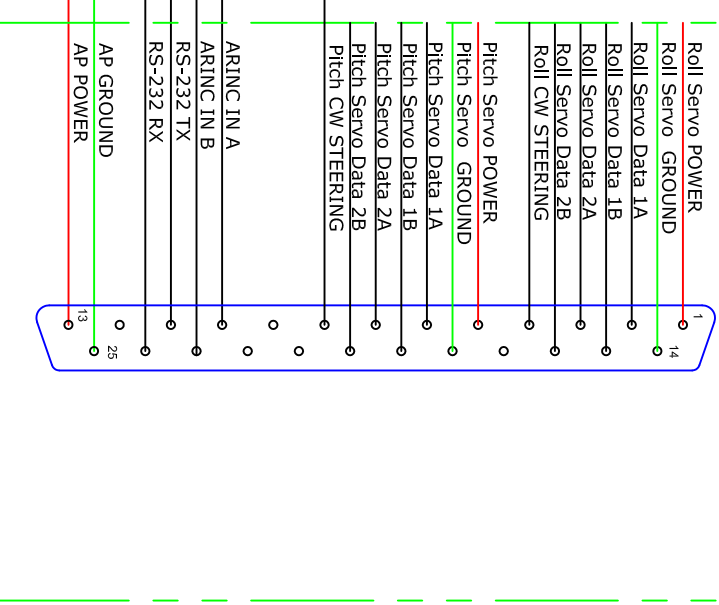 Roll Servo POWER
Roll Servo GROUND
Roll Servo Data 1A
Roll Servo Data 1B
Roll Servo Data 2A
Roll Servo Data 2B
Roll CW STEERING
Pitch Servo POWER
Pitch Servo GROUND
Pitch Servo Data 1A
Pitch Servo Data 1B
Pitch Servo Data 2A
Pitch Servo Data 2B
Pitch CW STEERING
ARINC IN A
ARINC IN B
RS-232 TX
RS-232 RX
AP GROUND
AP POWER
1
14
13
25